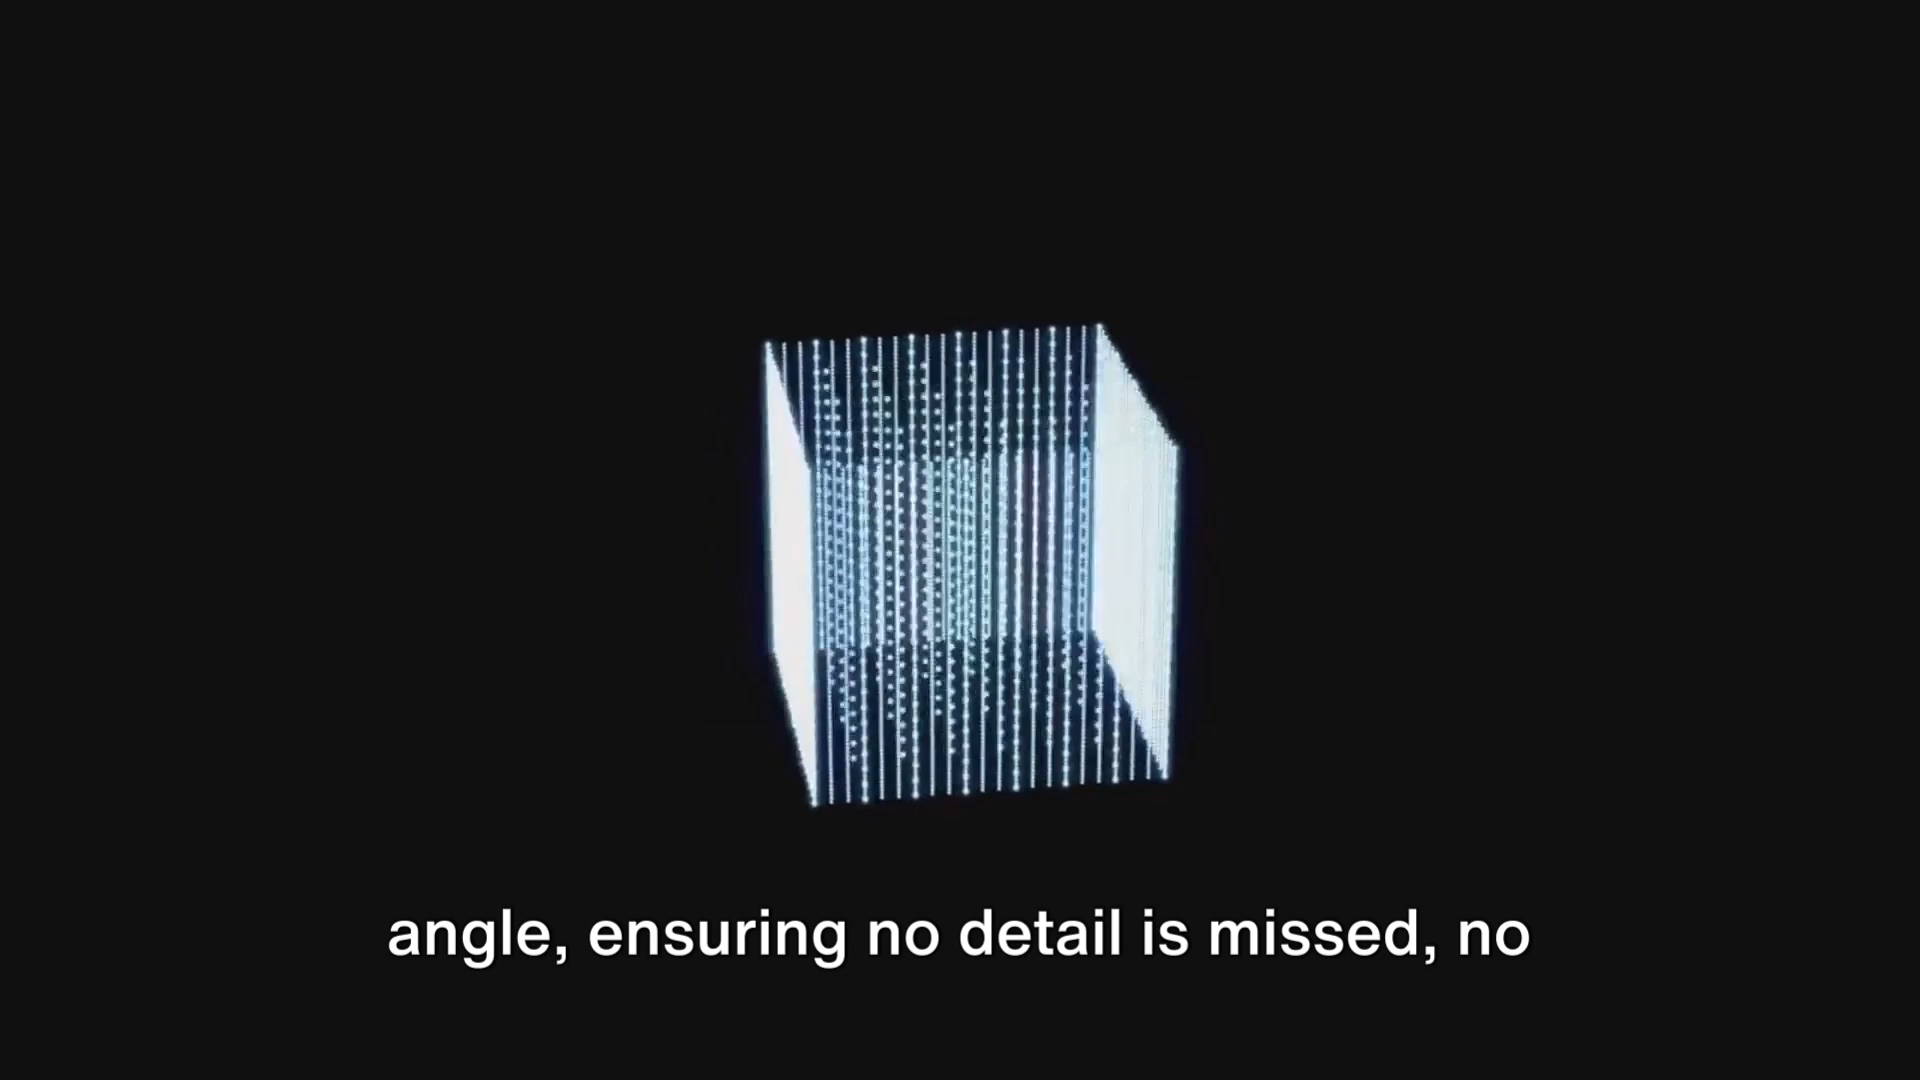 angle, ensuring no detail is missed, no